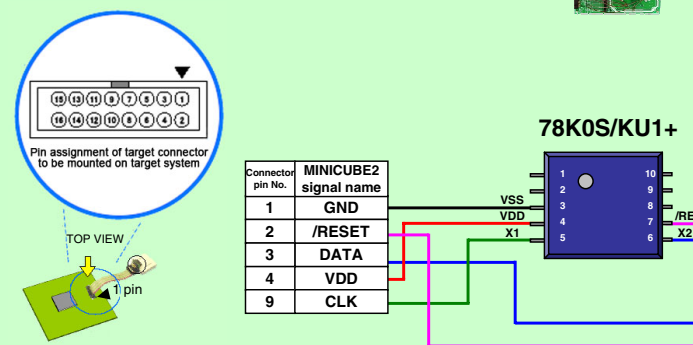 15 13 11 9 7 5 3 1
16 14 12 10 8 6 4 2
Pin assignment of target connector
to be mounted on target system
TOP VIEW
1 pin
Connector pin No. MINICUBE2 signal name
1 GND
2 /RESET
3 DATA
4 VDD
9 CLK
78K0S/KU1+
VSS
VDD
X1
1 10
2 9
3 8
4 7
5 6
/RE
X2